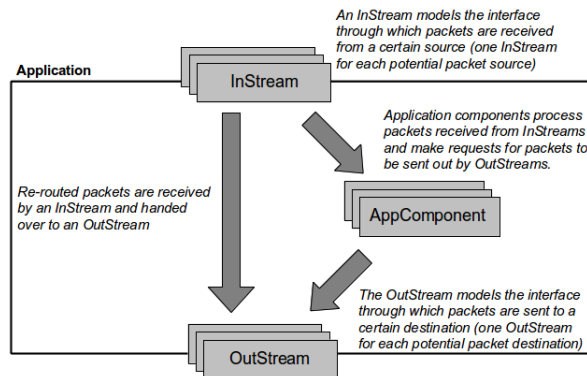 An InStream models the interface
through which packets are received
from a certain source (one InStream
for each potential packet source)
Application
InStream
Application components process
packets received from InStreams
and make requests for packets to
be sent out by OutStreams.
Re-routed packets are received
by an InStream and handed
over to an OutStream
AppComponent
The OutStream models the interface
through which packets are sent to a
certain destination (one OutStream
for each potential packet destination)
OutStream